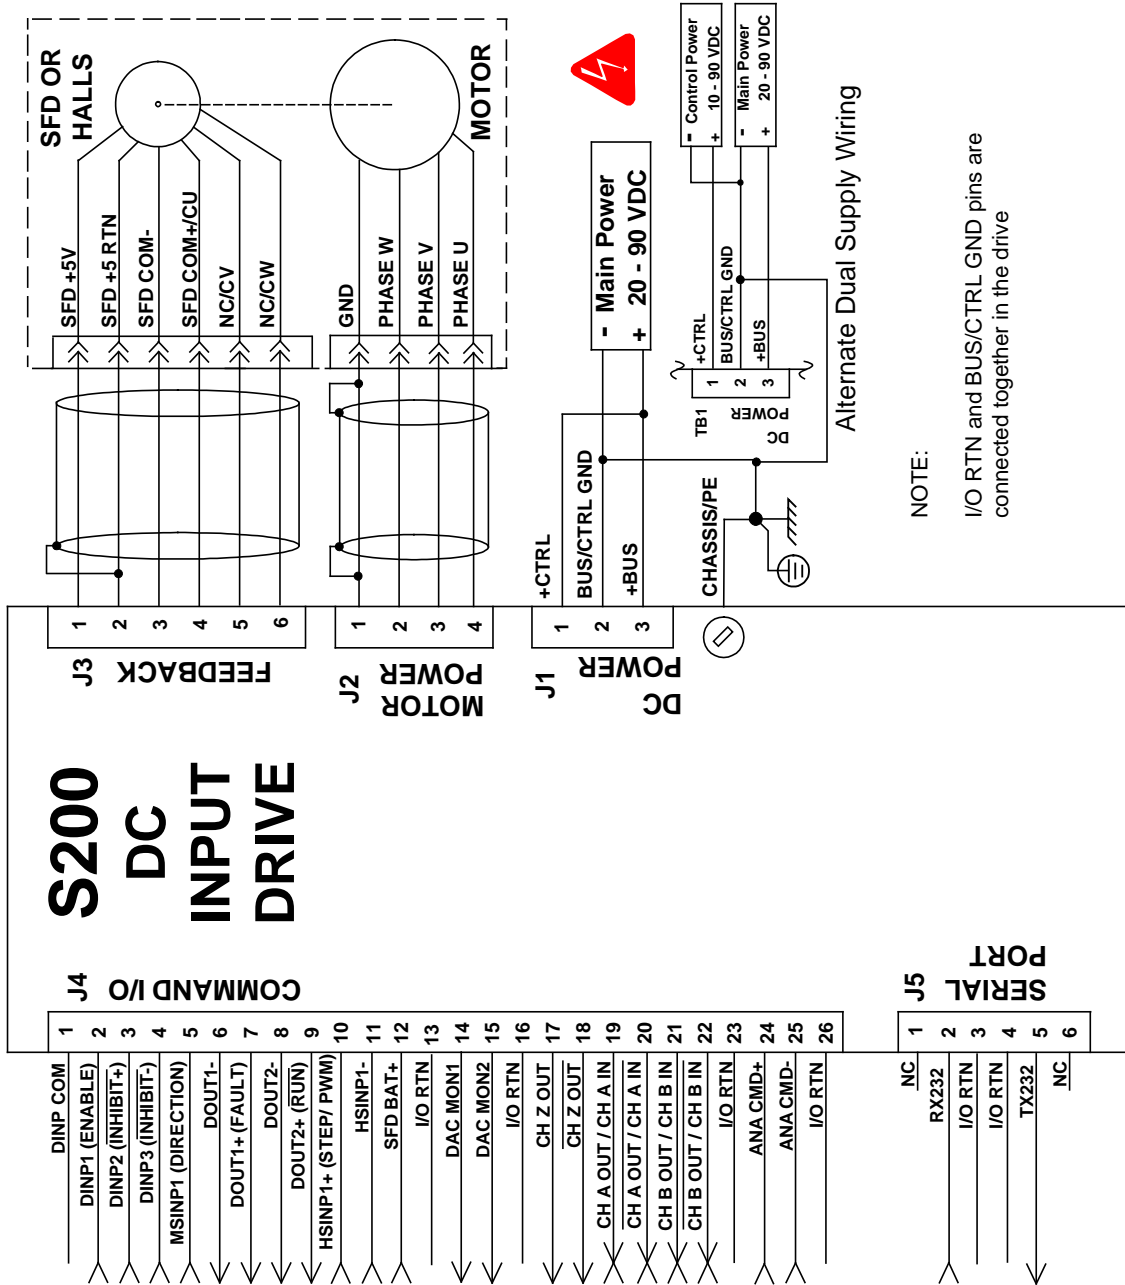 SFD OR
HALLS
MOTOR
SFD +5V
SFD +5 RTN
SFD COM-
SFD COM+/CU
NC/CV
NC/CW
GND
PHASE W
PHASE V
PHASE U
1
2
3
4
5
6
J3
FEEDBACK
1
2
3
4
J2
MOTOR
POWER
+CTRL
BUS/CTRL GND
+BUS
1
2
3
J1
DC
POWER
CHASSIS/PE
- Main Power
+ 20 - 90 VDC
- Control Power
+ 10 - 90 VDC
- Main Power
+ 20 - 90 VDC
+CTRL
BUS/CTRL GND
+BUS
1
2
3
TB1
DC
POWER
Alternate Dual Supply Wiring
NOTE:
I/O RTN and BUS/CTRL GND pins are
connected together in the drive
S200
DC
INPUT
DRIVE
J4
COMMAND I/O
1 DINP COM
2 DINP1 (ENABLE)
3 DINP2 (INHIBIT+)
4 DINP3 (INHIBIT-)
5 MSINP1 (DIRECTION)
6 DOUT1-
7 DOUT1+ (FAULT)
8 DOUT2-
9 DOUT2+ (RUN)
10 HSINP1+ (STEP/ PWM)
11 HSINP1-
12 SFD BAT+
13 I/O RTN
14 DAC MON1
15 DAC MON2
16 I/O RTN
17 CH Z OUT
18 CH Z OUT
19 CH A OUT / CH A IN
20 CH A OUT / CH A IN
21 CH B OUT / CH B IN
22 CH B OUT / CH B IN
23 I/O RTN
24 ANA CMD+
25 ANA CMD-
26 I/O RTN
J5
SERIAL
PORT
1 NC
2 RX232
3 I/O RTN
4 I/O RTN
5 TX232
6 NC